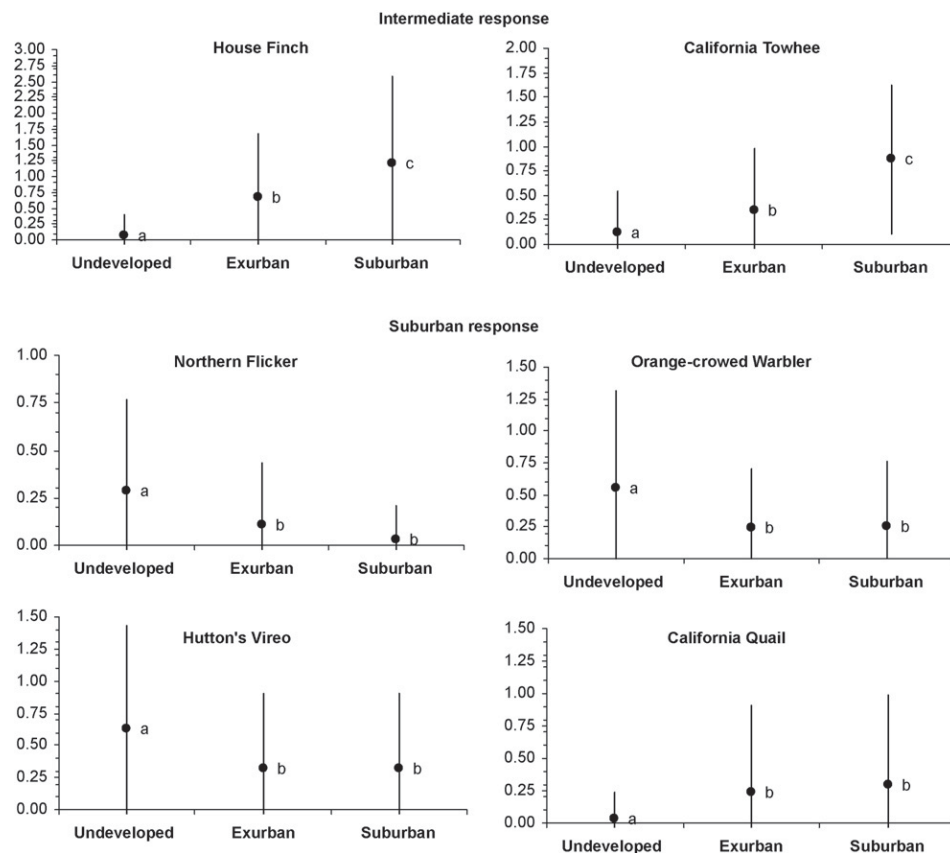 Intermediate response
House Finch
3.00
2.75
2.50
2.25
2.00
1.75
1.50
1.25
1.00
0.75
0.50
0.25
0.00
a
b
c
Undeveloped Exurban Suburban
California Towhee
2.00
1.75
1.50
1.25
1.00
0.75
0.50
0.25
0.00
a
b
c
Undeveloped Exurban Suburban
Suburban response
Northern Flicker
1.00
0.75
0.50
0.25
0.00
a
b
b
Undeveloped Exurban Suburban
Orange-crowed Warbler
1.50
1.25
1.00
0.75
0.50
0.25
0.00
a
b
b
Undeveloped Exurban Suburban
Hutton's Vireo
1.50
1.25
1.00
0.75
0.50
0.25
0.00
a
b
b
Undeveloped Exurban Suburban
California Quail
1.50
1.25
1.00
0.75
0.50
0.25
0.00
a
b
b
Undeveloped Exurban Suburban